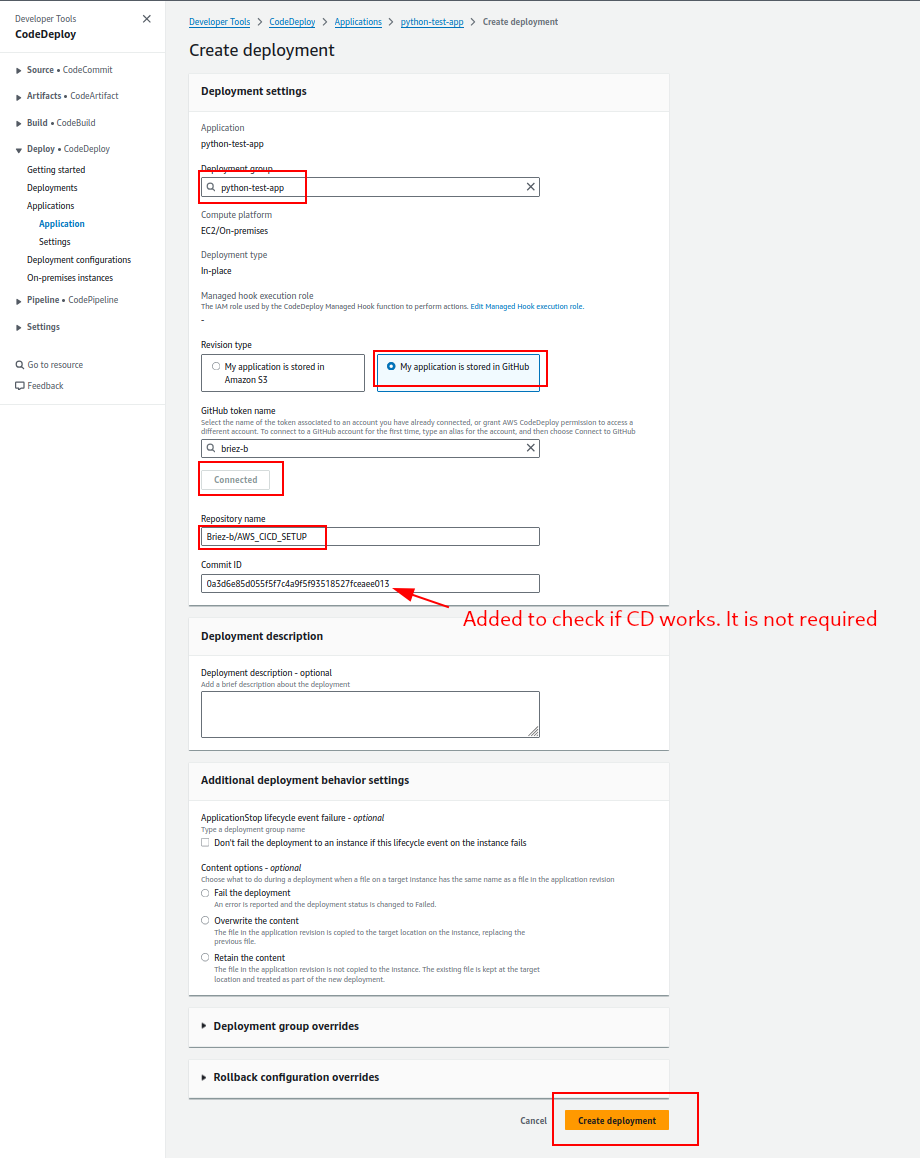 Developer Tools
CodeDeploy
Source • CodeCommit
Artifacts • CodeArtifact
Build • CodeBuild
Deploy • CodeDeploy
Getting started
Deployments
Applications
Application
Settings
Deployment configurations
On-premises instances
Pipeline • CodePipeline
Settings
Go to resource
Feedback
Developer Tools > CodeDeploy > Applications > python-test-app > Create deployment
Create deployment
Deployment settings
Application
python-test-app
Deployment group
python-test-app
Compute platform
EC2/On-premises
Deployment type
In-place
Managed hook execution role
The IAM role used by the CodeDeploy Managed Hook function to perform actions. Edit Managed Hook execution role.
-
Revision type
My application is stored in
Amazon S3
My application is stored in GitHub
GitHub token name
Select the name of the token associated to an account you have already connected, or grant AWS CodeDeploy permission to access a
different account. To connect to a GitHub account for the first time, type an alias for the account, and then choose Connect to GitHub
briez-b
Connected
Repository name
Briez-b/AWS_CICD_SETUP
Commit ID
0a3d6e85d055f5f7c4a9f5f93518527fceaee013
Added to check if CD works. It is not required
Deployment description
Deployment description - optional
Add a brief description about the deployment
Additional deployment behavior settings
ApplicationStop lifecycle event failure - optional
Type a deployment group name
Don't fail the deployment to an instance if this lifecycle event on the instance fails
Content options - optional
Choose what to do during a deployment when a file on a target instance has the same name as a file in the application revision
Fail the deployment
An error is reported and the deployment status is changed to Failed.
Overwrite the content
The file in the application revision is copied to the target location on the instance, replacing the
previous file.
Retain the content
The file in the application revision is not copied to the instance. The existing file is kept at the target
location and treated as part of the new deployment.
Deployment group overrides
Rollback configuration overrides
Cancel
Create deployment